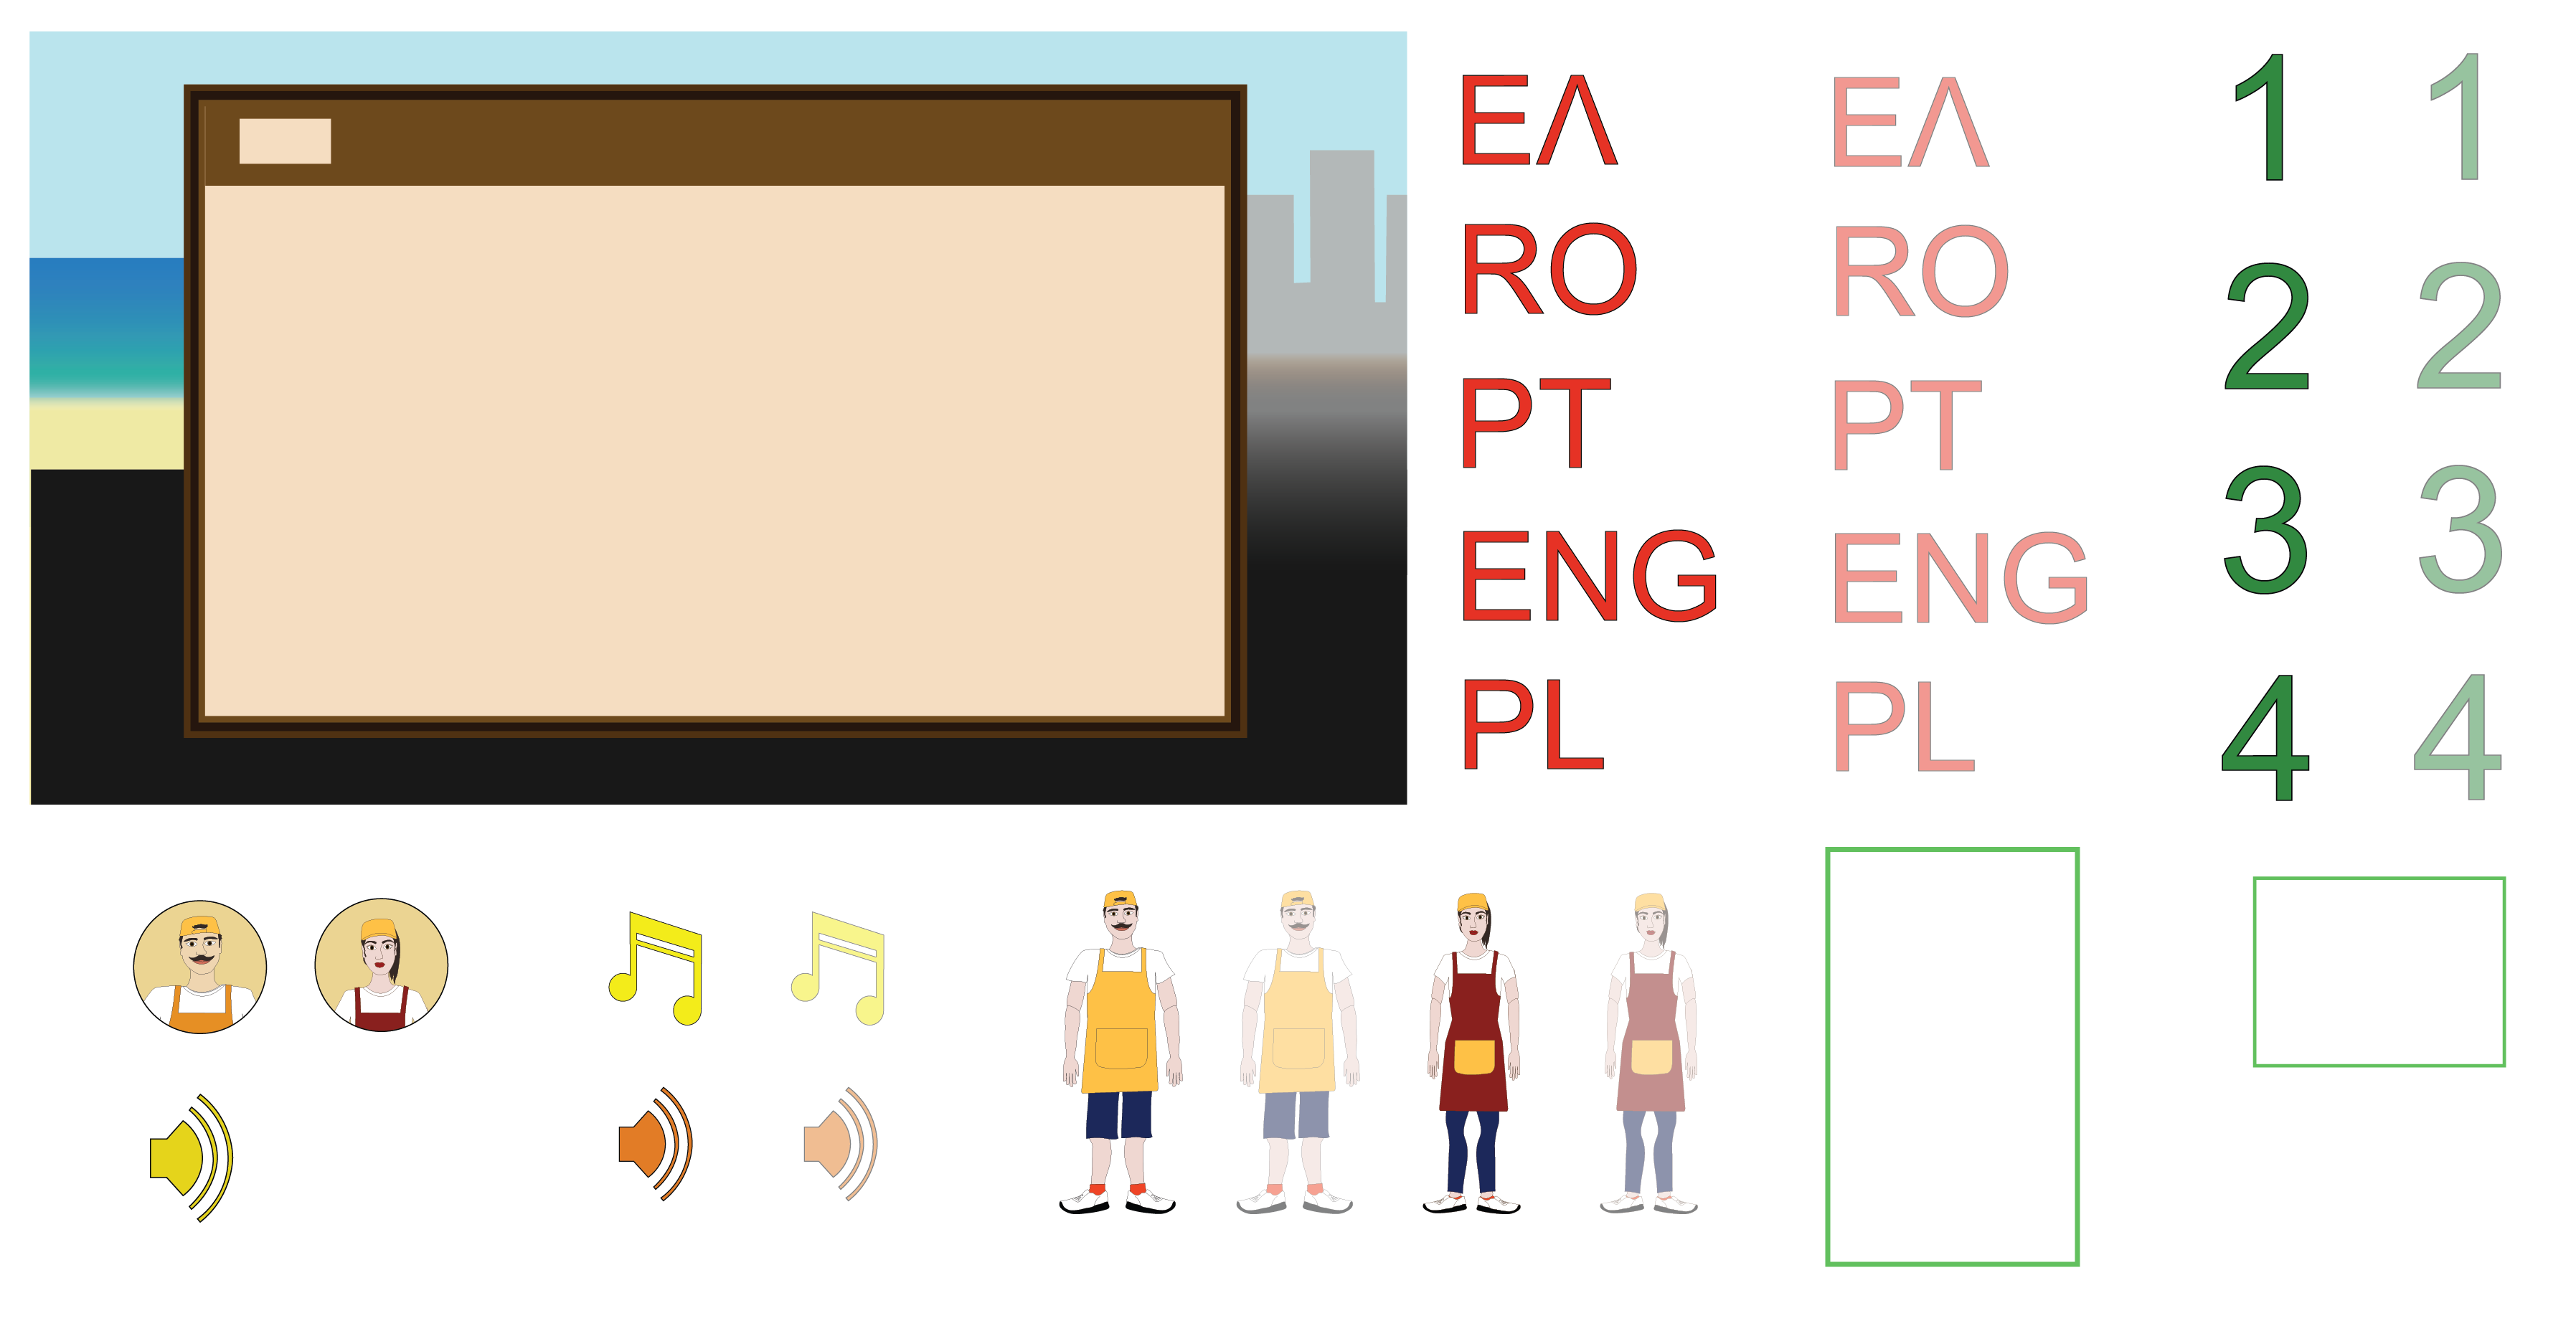 ΕΛ ΕΛ 1 1
RO RO 2 2
PT PT 3 3
ENG ENG 4 4
PL PL